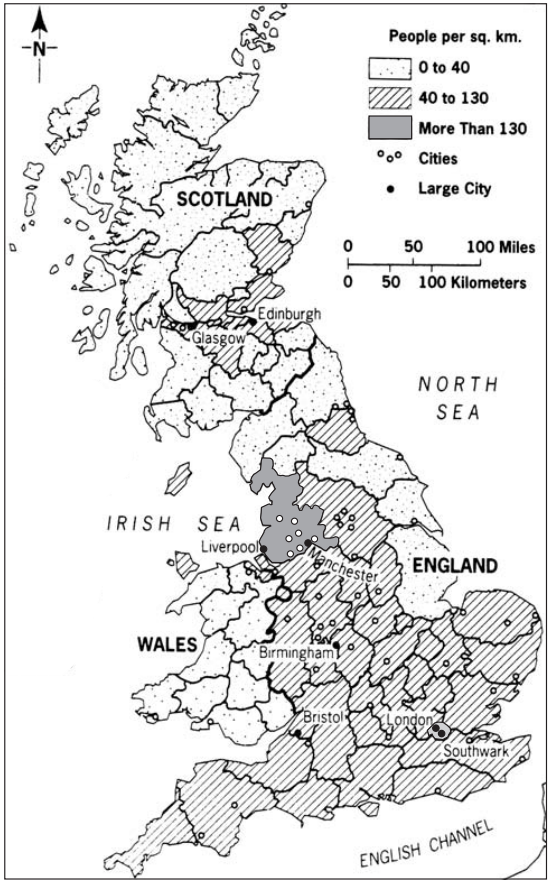 N
People per sq. km.
0 to 40
40 to 130
More Than 130
Cities
Large City
SCOTLAND
0 50 100 Miles
0 50 100 Kilometers
Edinburgh
Glasgow
NORTH
SEA
IRISH SEA
Liverpool
Manchester
ENGLAND
WALES
Birmingham
Bristol
London
Southwark
ENGLISH CHANNEL